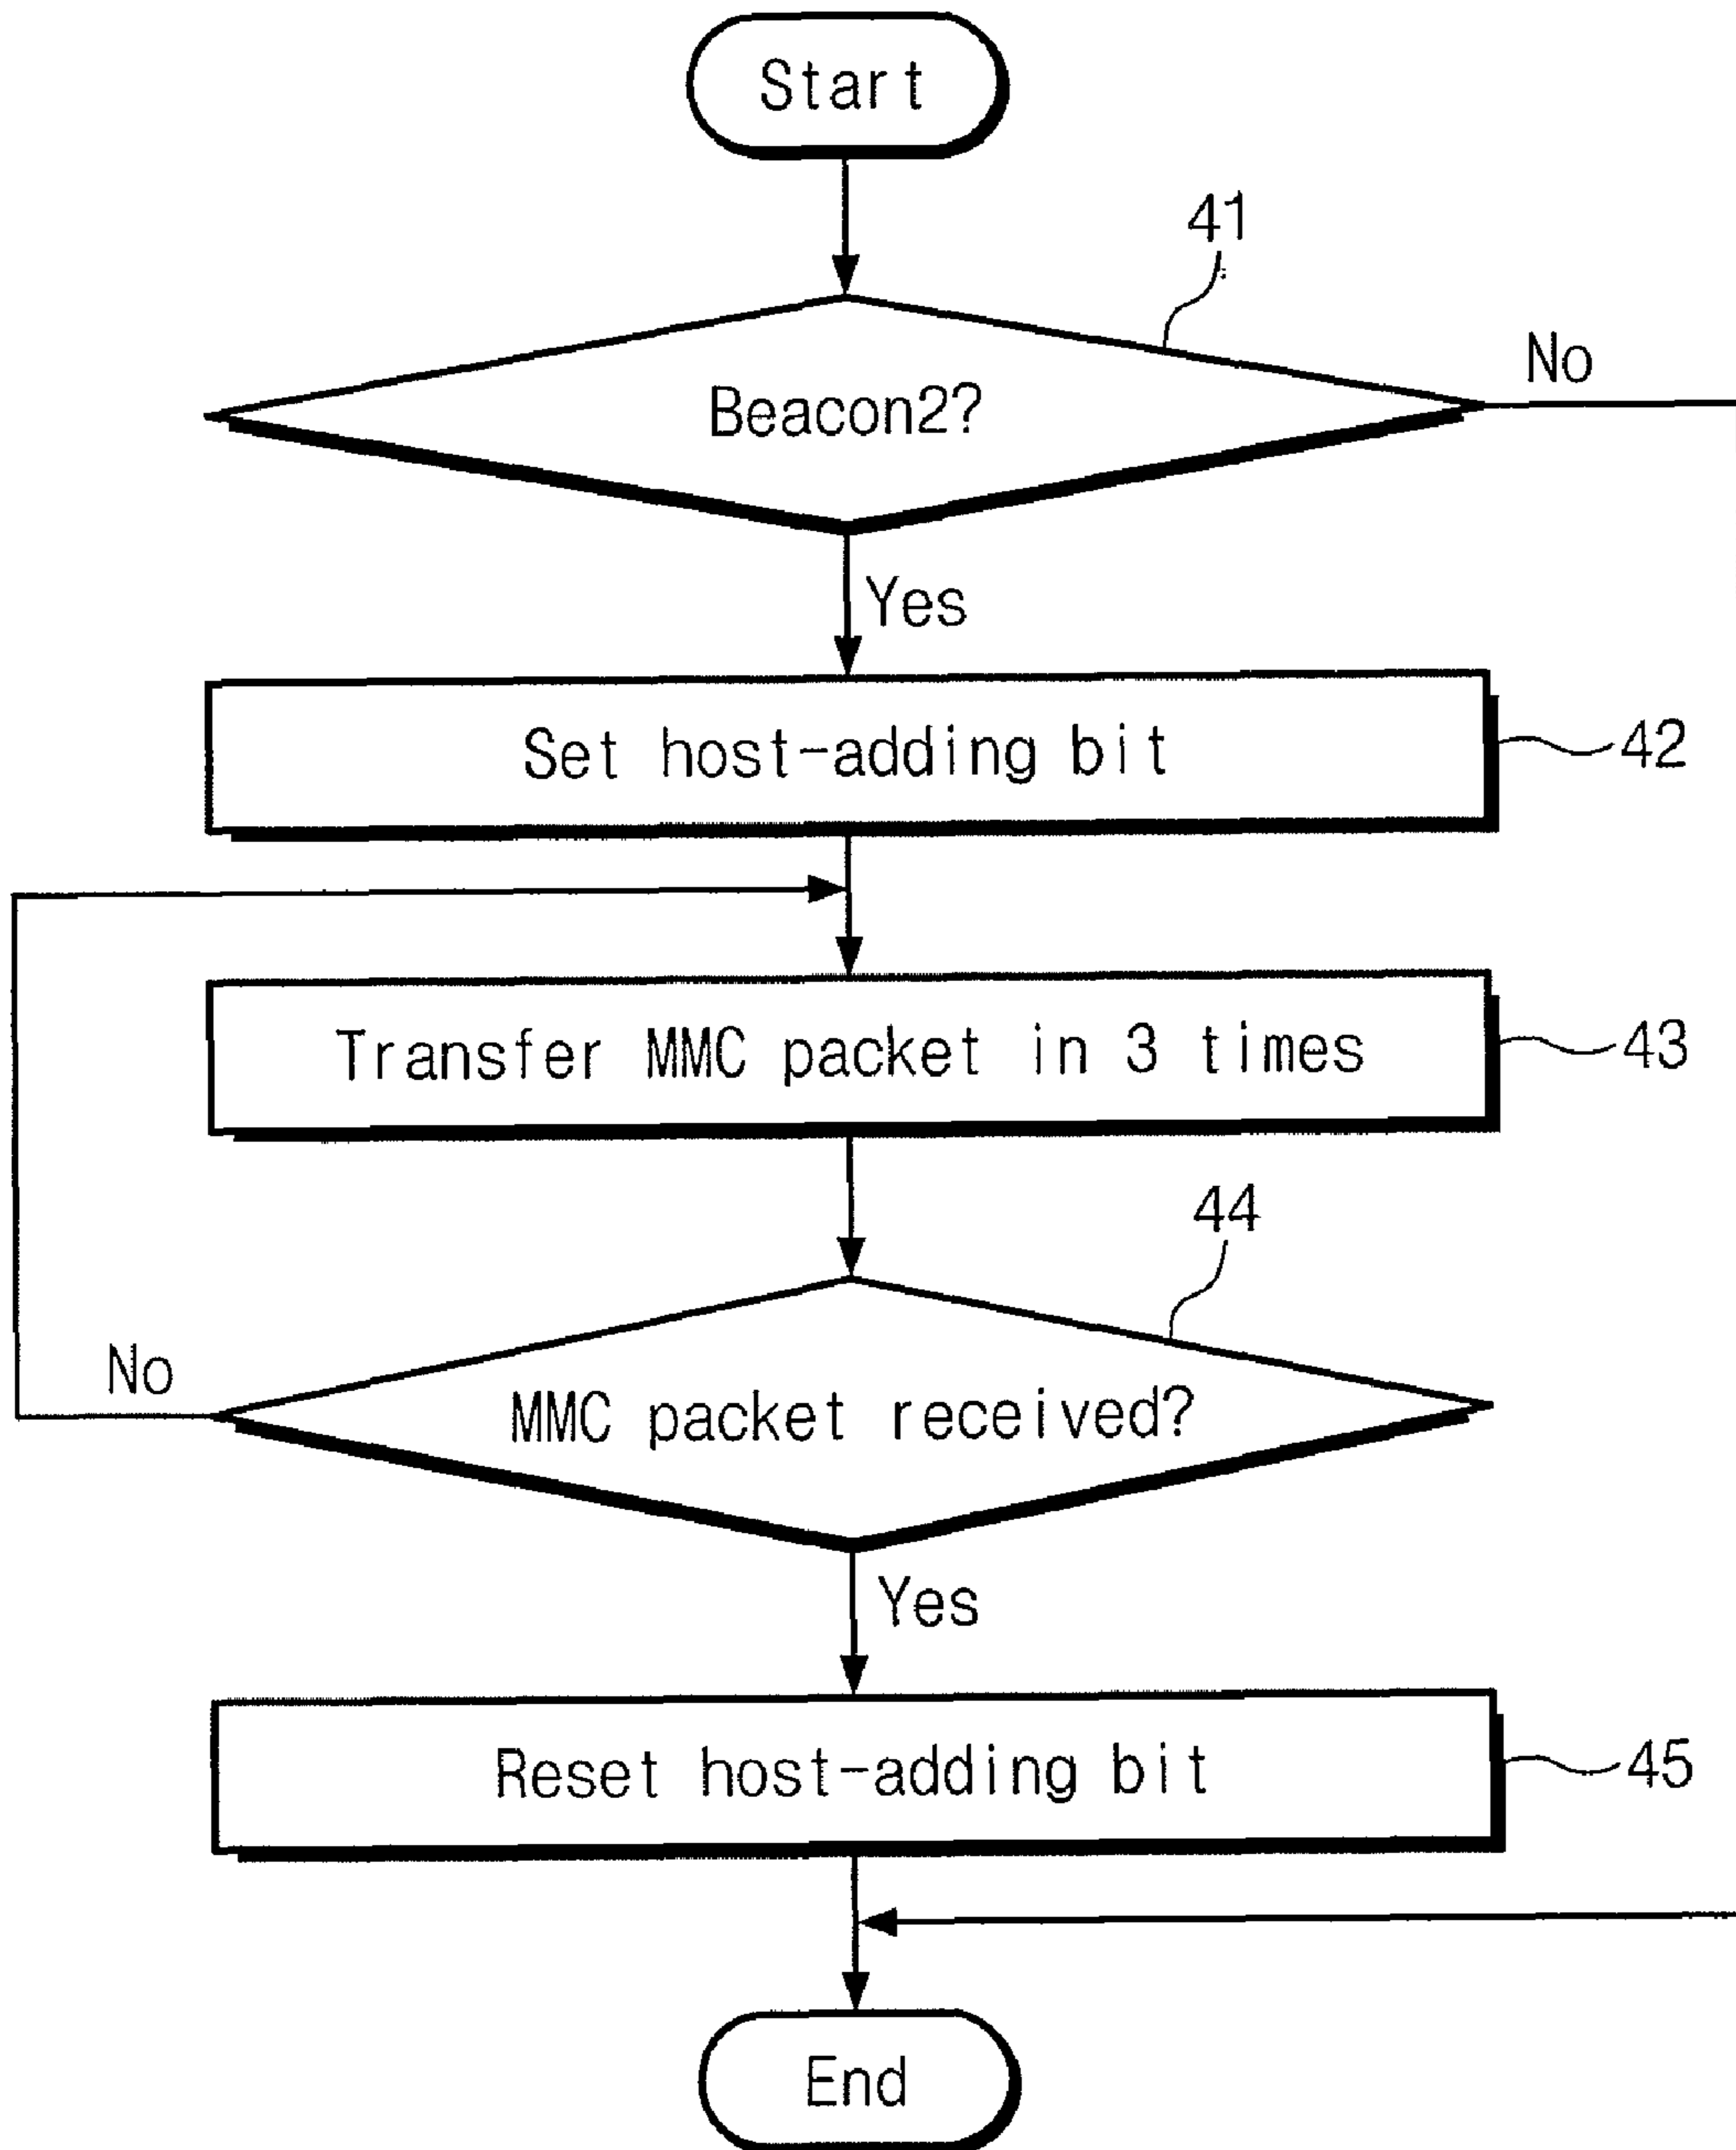 Start
41
Beacon2?
No
Yes
Set host-adding bit
42
Transfer MMC packet in 3 times
43
44
No
MMC packet received?
Yes
Reset host-adding bit
45
End